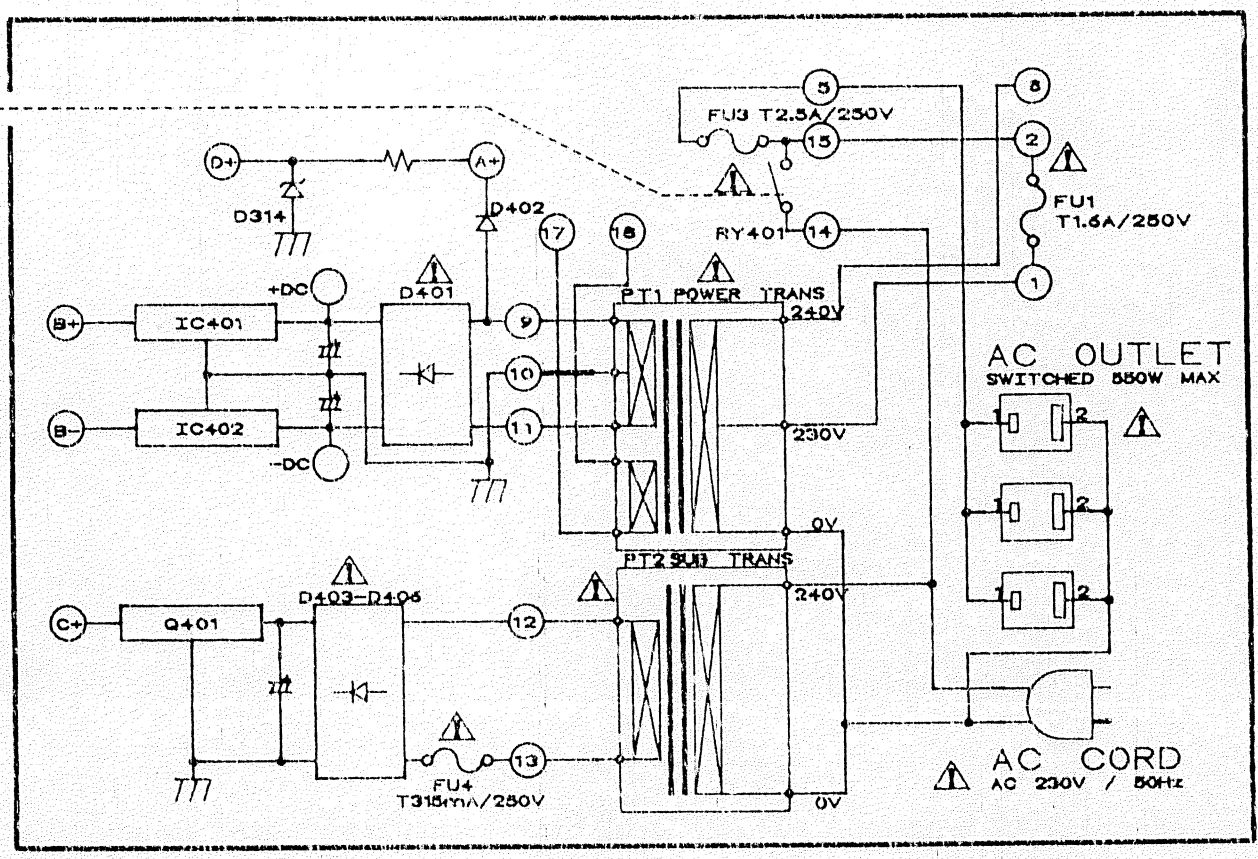 5
8
FU3 T2.5A/250V
15
2
D+
A+
FU1
T1.6A/250V
D314
D402
17
18
RY401
14
+DC
D401
PT1 POWER TRANS
1
B+
IC401
9
240V
10
AC OUTLET
SWITCHED 550W MAX
B-
IC402
11
230V
1 2
-DC
1 2
0V
PT2 SUB TRANS
D403-D406
240V
1 2
C+
Q401
12
FU4
T315mA/250V
13
0V
AC CORD
AC 230V / 50Hz